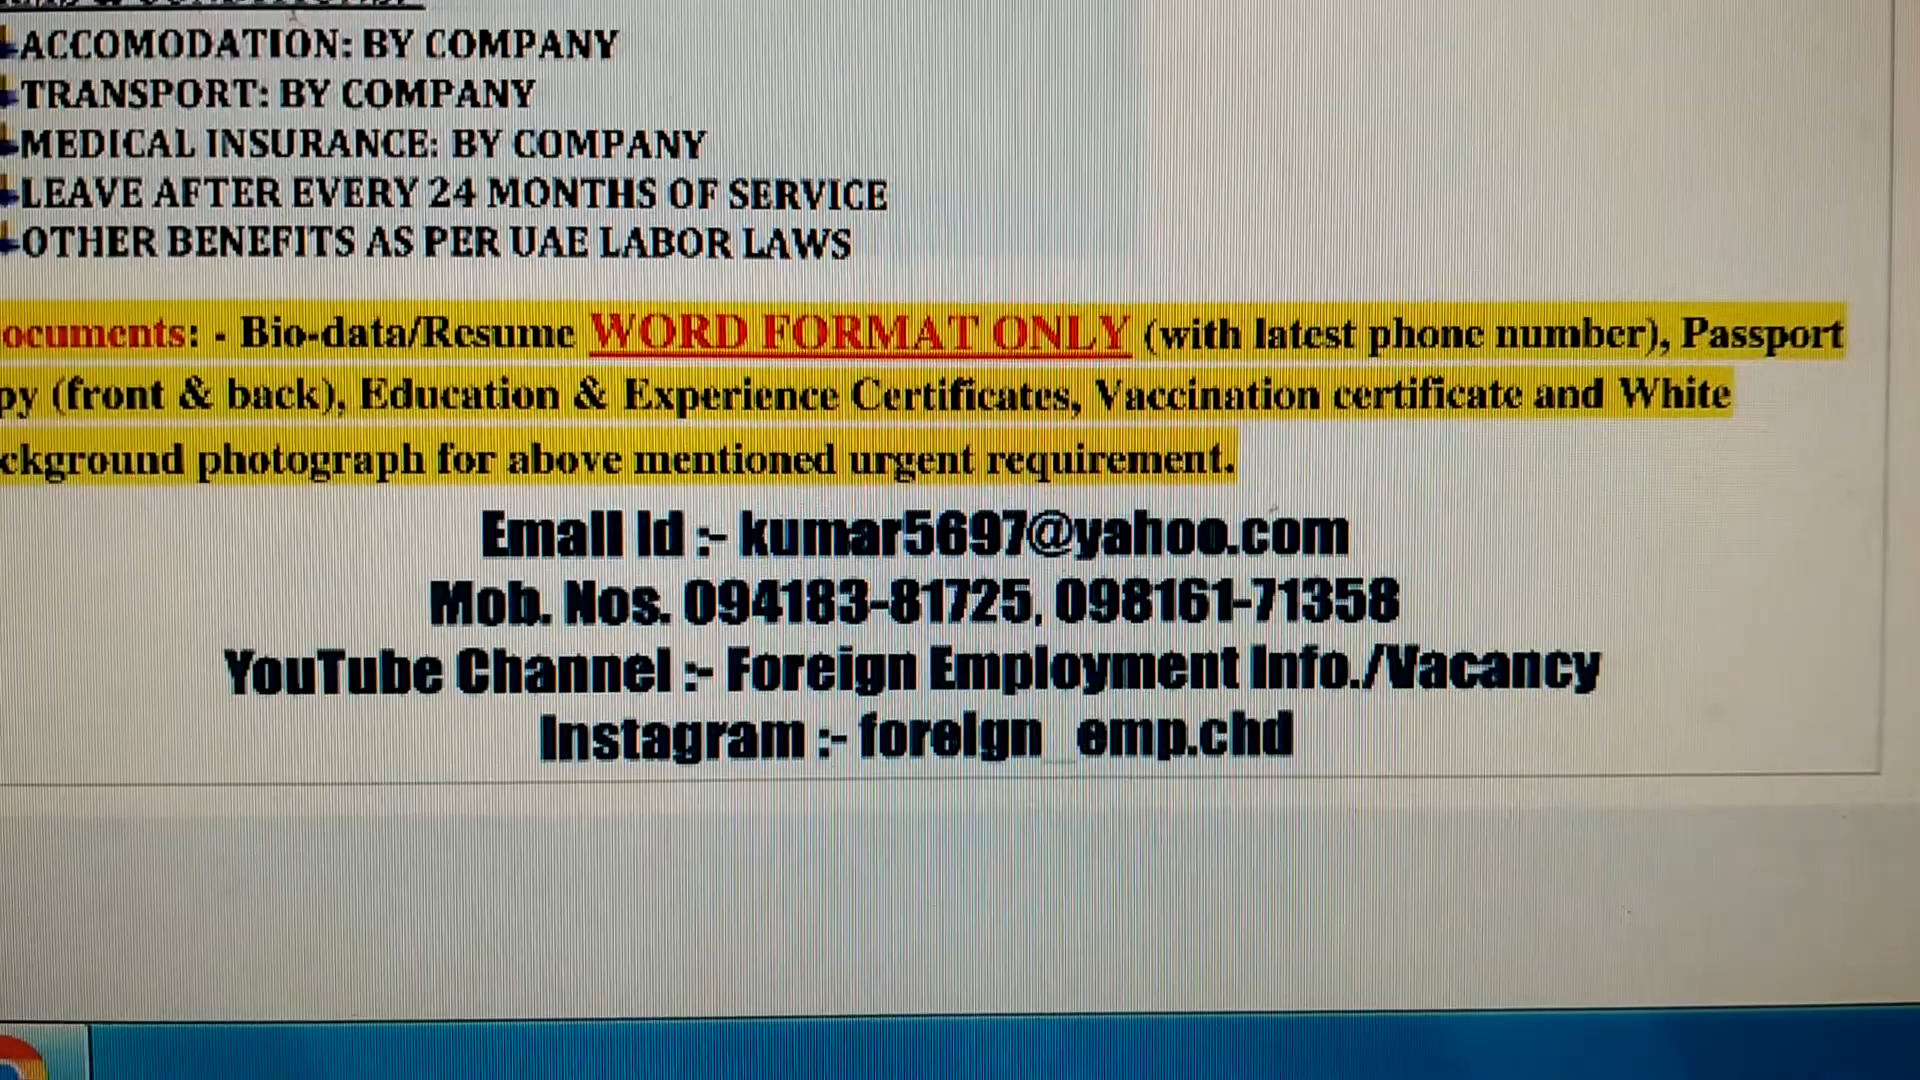 ACCOMODATION: BY COMPANY
TRANSPORT: BY COMPANY
MEDICAL INSURANCE: BY COMPANY
LEAVE AFTER EVERY 24 MONTHS OF SERVICE
OTHER BENEFITS AS PER UAE LABOR LAWS
ocuments: - Bio-data/Resume WORD FORMAT ONLY (with latest phone number), Passport
py (front & back), Education & Experience Certificates, Vaccination certificate and White
ckground photograph for above mentioned urgent requirement.
Email Id :- kumar5697@yahoo.com
Mob. Nos. 094183-81725, 098161-71358
YouTube Channel :- Foreign Employment Info./Vacancy
Instagram :- foreign_emp.chd